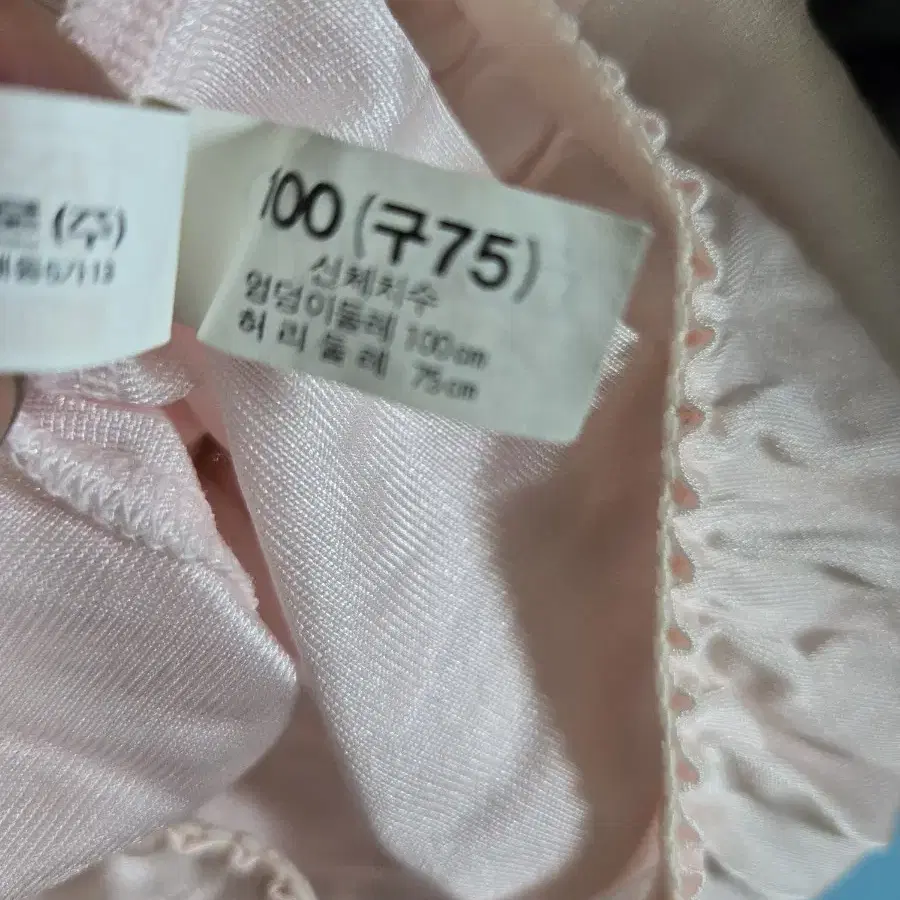 (주)
100(구75)
신체치수
엉덩이둘레 100cm
허리둘레 75cm